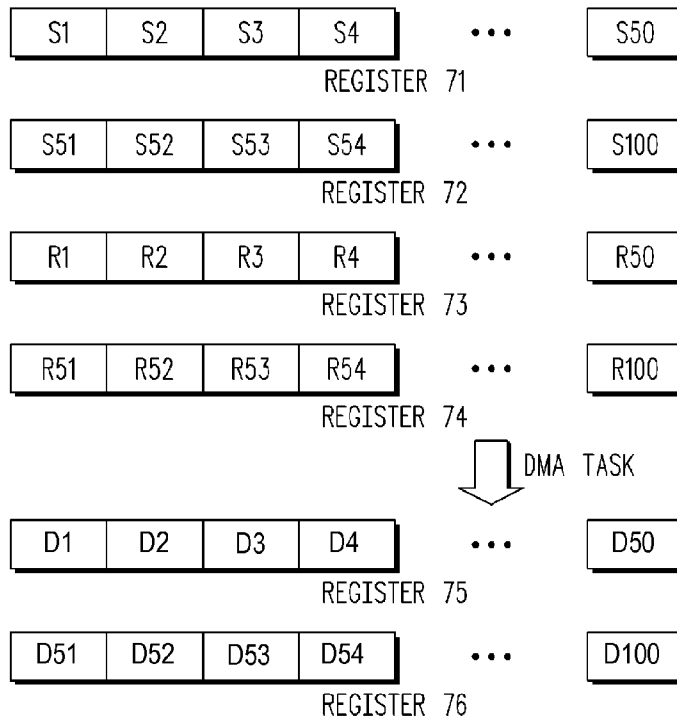 S1 S2 S3 S4 ••• S50
REGISTER 71
S51 S52 S53 S54 ••• S100
REGISTER 72
R1 R2 R3 R4 ••• R50
REGISTER 73
R51 R52 R53 R54 ••• R100
REGISTER 74
DMA TASK
D1 D2 D3 D4 ••• D50
REGISTER 75
D51 D52 D53 D54 ••• D100
REGISTER 76